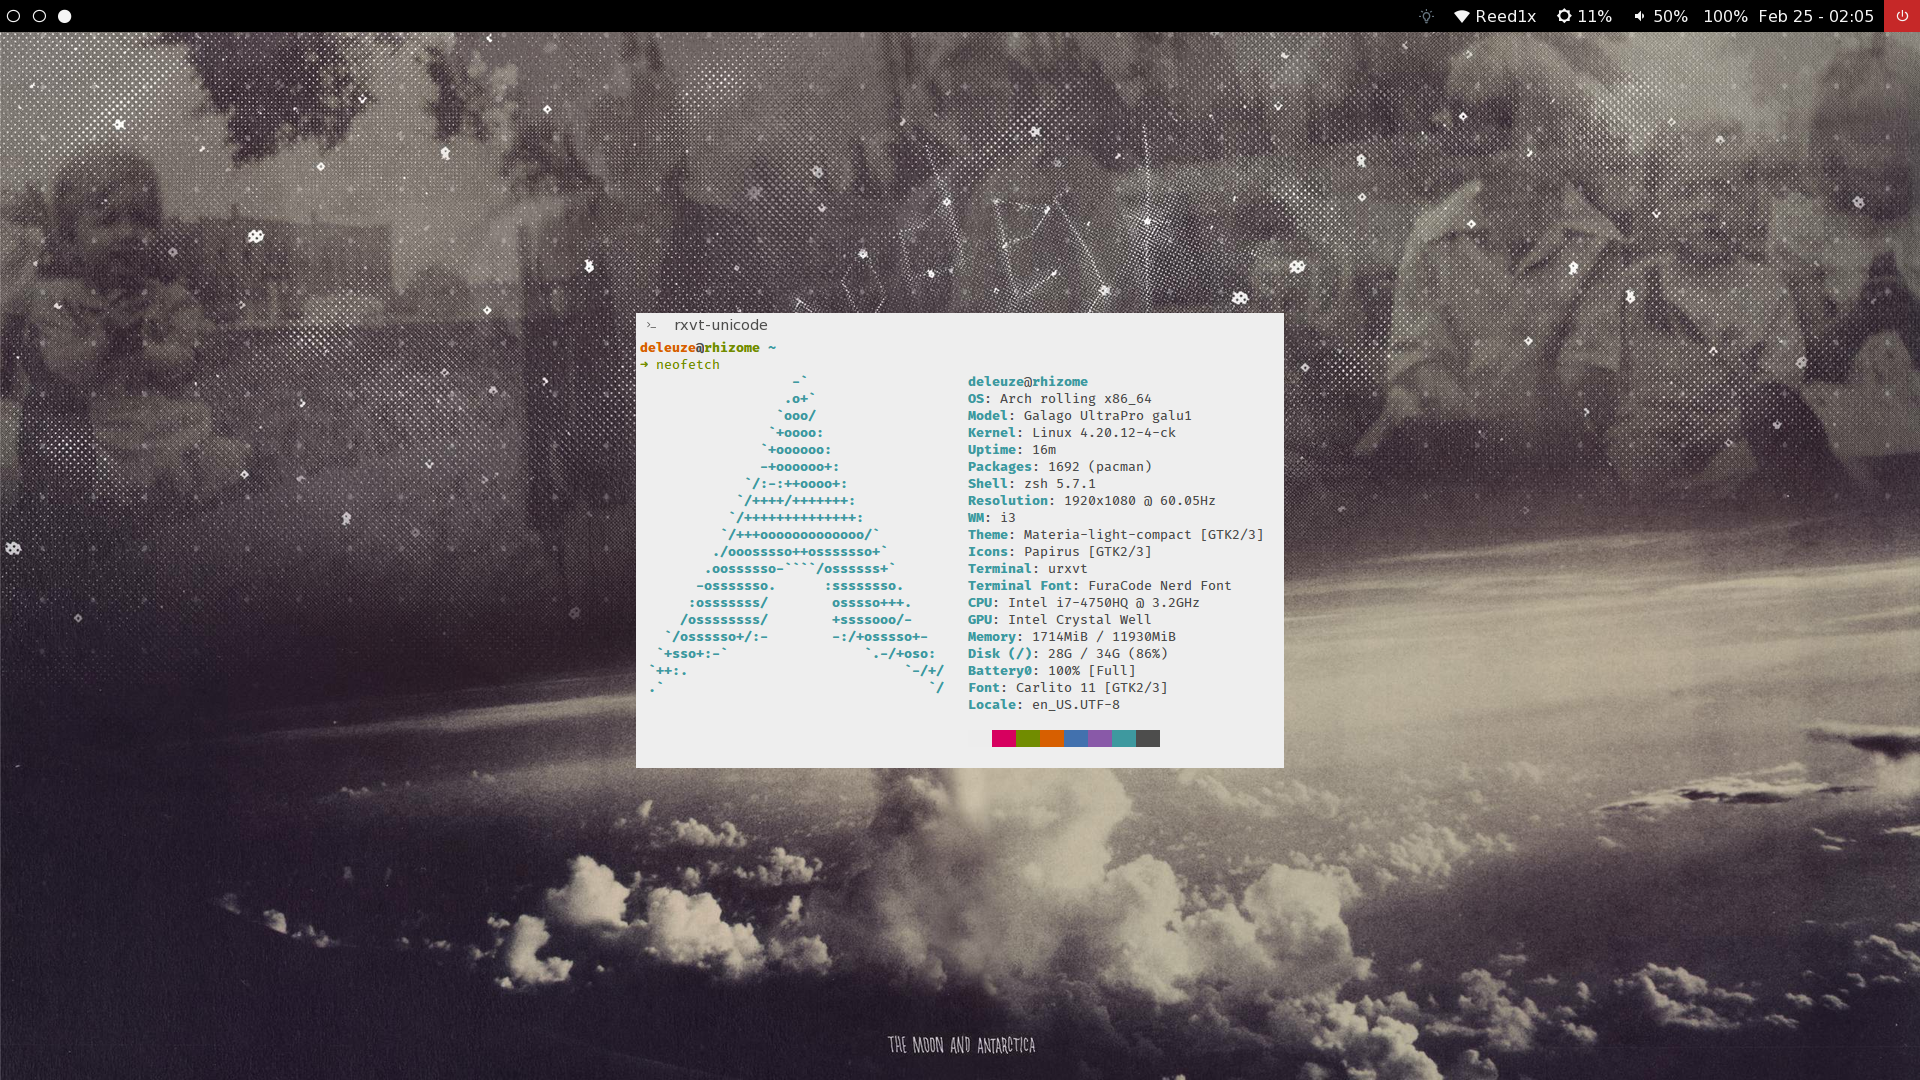 Reed1x 11% 50% 100% Feb 25 - 02:05
>_ rxvt-unicode
deleuze@rhizome ~
➜ neofetch
-` deleuze@rhizome
.o+` OS: Arch rolling x86_64
`ooo/ Model: Galago UltraPro galu1
`+oooo: Kernel: Linux 4.20.12-4-ck
`+oooooo: Uptime: 16m
-+oooooo+: Packages: 1692 (pacman)
`/:-:++oooo+: Shell: zsh 5.7.1
`/++++/+++++++: Resolution: 1920x1080 @ 60.05Hz
`/++++++++++++++: WM: i3
`/+++ooooooooooooo/` Theme: Materia-light-compact [GTK2/3]
./ooosssso++osssssso+` Icons: Papirus [GTK2/3]
.oossssso-````/ossssss+` Terminal: urxvt
-osssssso. :ssssssso. Terminal Font: FuraCode Nerd Font
:osssssss/ osssso+++. CPU: Intel i7-4750HQ @ 3.2GHz
/ossssssss/ +ssssooo/- GPU: Intel Crystal Well
`/ossssso+/:- -:/+osssso+- Memory: 1714MiB / 11930MiB
`+sso+:-` `.-/+oso: Disk (/): 28G / 34G (86%)
`++:. `-/+/ Battery0: 100% [Full]
.` `/ Font: Carlito 11 [GTK2/3]
Locale: en_US.UTF-8
THE MOON AND ANTARCTICA